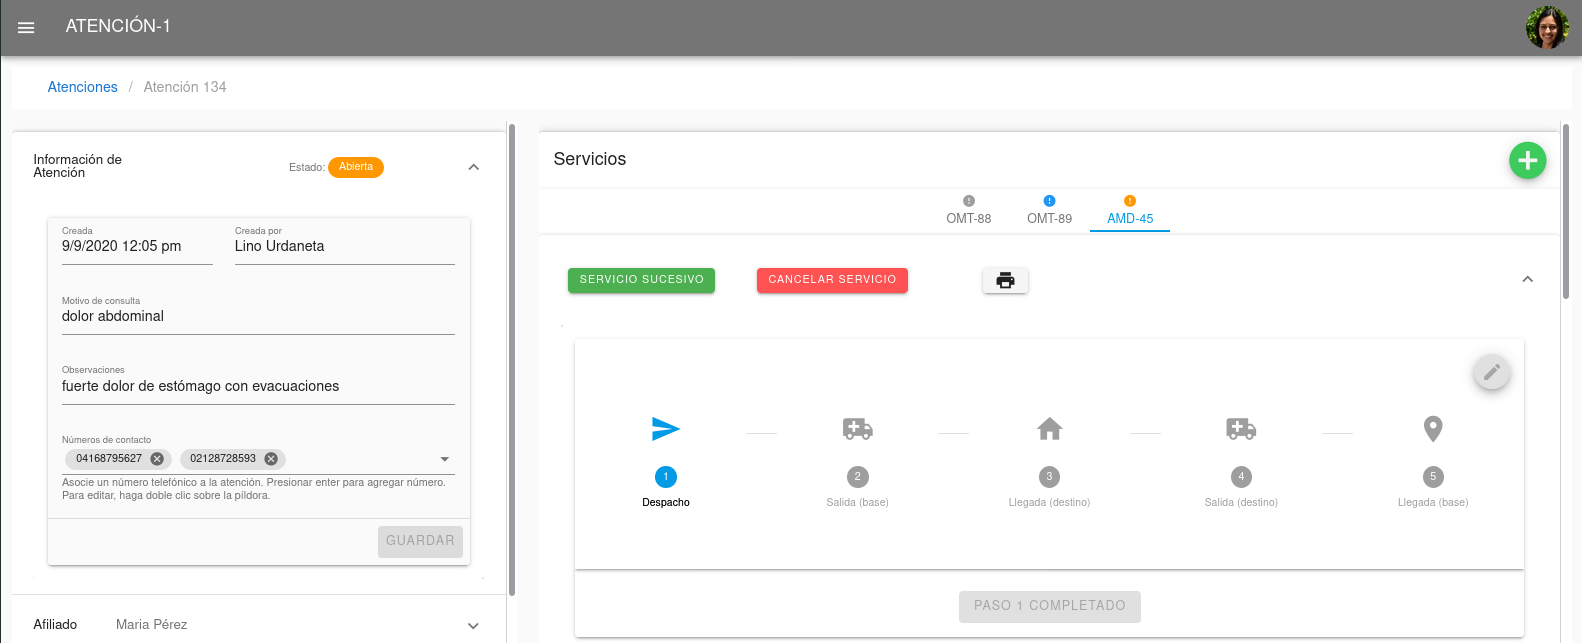 ATENCIÓN-1
Atenciones / Atención 134
Información de
Atención
Estado: Abierta
Creada
9/9/2020 12:05 pm
Creada por
Lino Urdaneta
Motivo de consulta
dolor abdominal
Observaciones
fuerte dolor de estómago con evacuaciones
Números de contacto
04168795627 02128728593
Asocie un número telefónico a la atención. Presionar enter para agregar número.
Para editar, haga doble clic sobre la píldora.
GUARDAR
Afiliado Maria Pérez
Servicios
OMT-88 OMT-89 AMD-45
SERVICIO SUCESIVO CANCELAR SERVICIO
1 2 3 4 5
Despacho Salida (base) Llegada (destino) Salida (destino) Llegada (base)
PASO 1 COMPLETADO